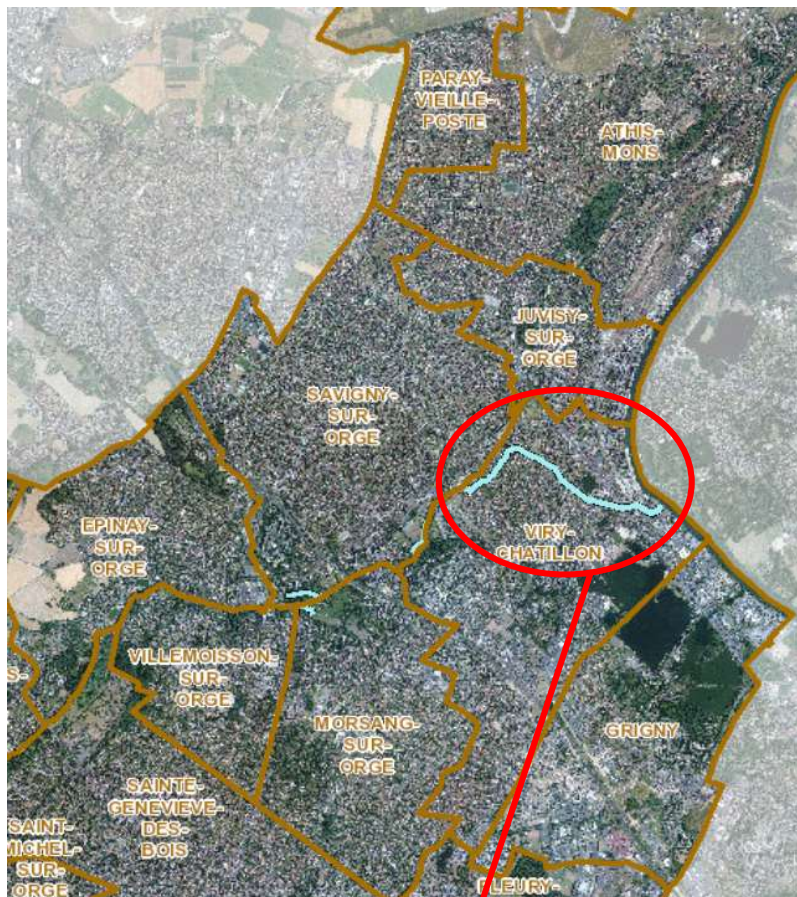 PARAY-
VIEILLE-
POSTE
ATHIS-
MONS
JUVISY-
SUR-
ORGE
SAVIGNY-
SUR-
ORGE
EPINAY-
SUR-
ORGE
VIRY-
CHATILLON
VILLEMOISSON-
SUR-
ORGE
S-
MORSANG-
SUR-
ORGE
GRIGNY
SAINTE-
GENEVIEVE-
DES-
BOIS
SAINT-
MICHEL-
SUR-
ORGE
FLEURY-